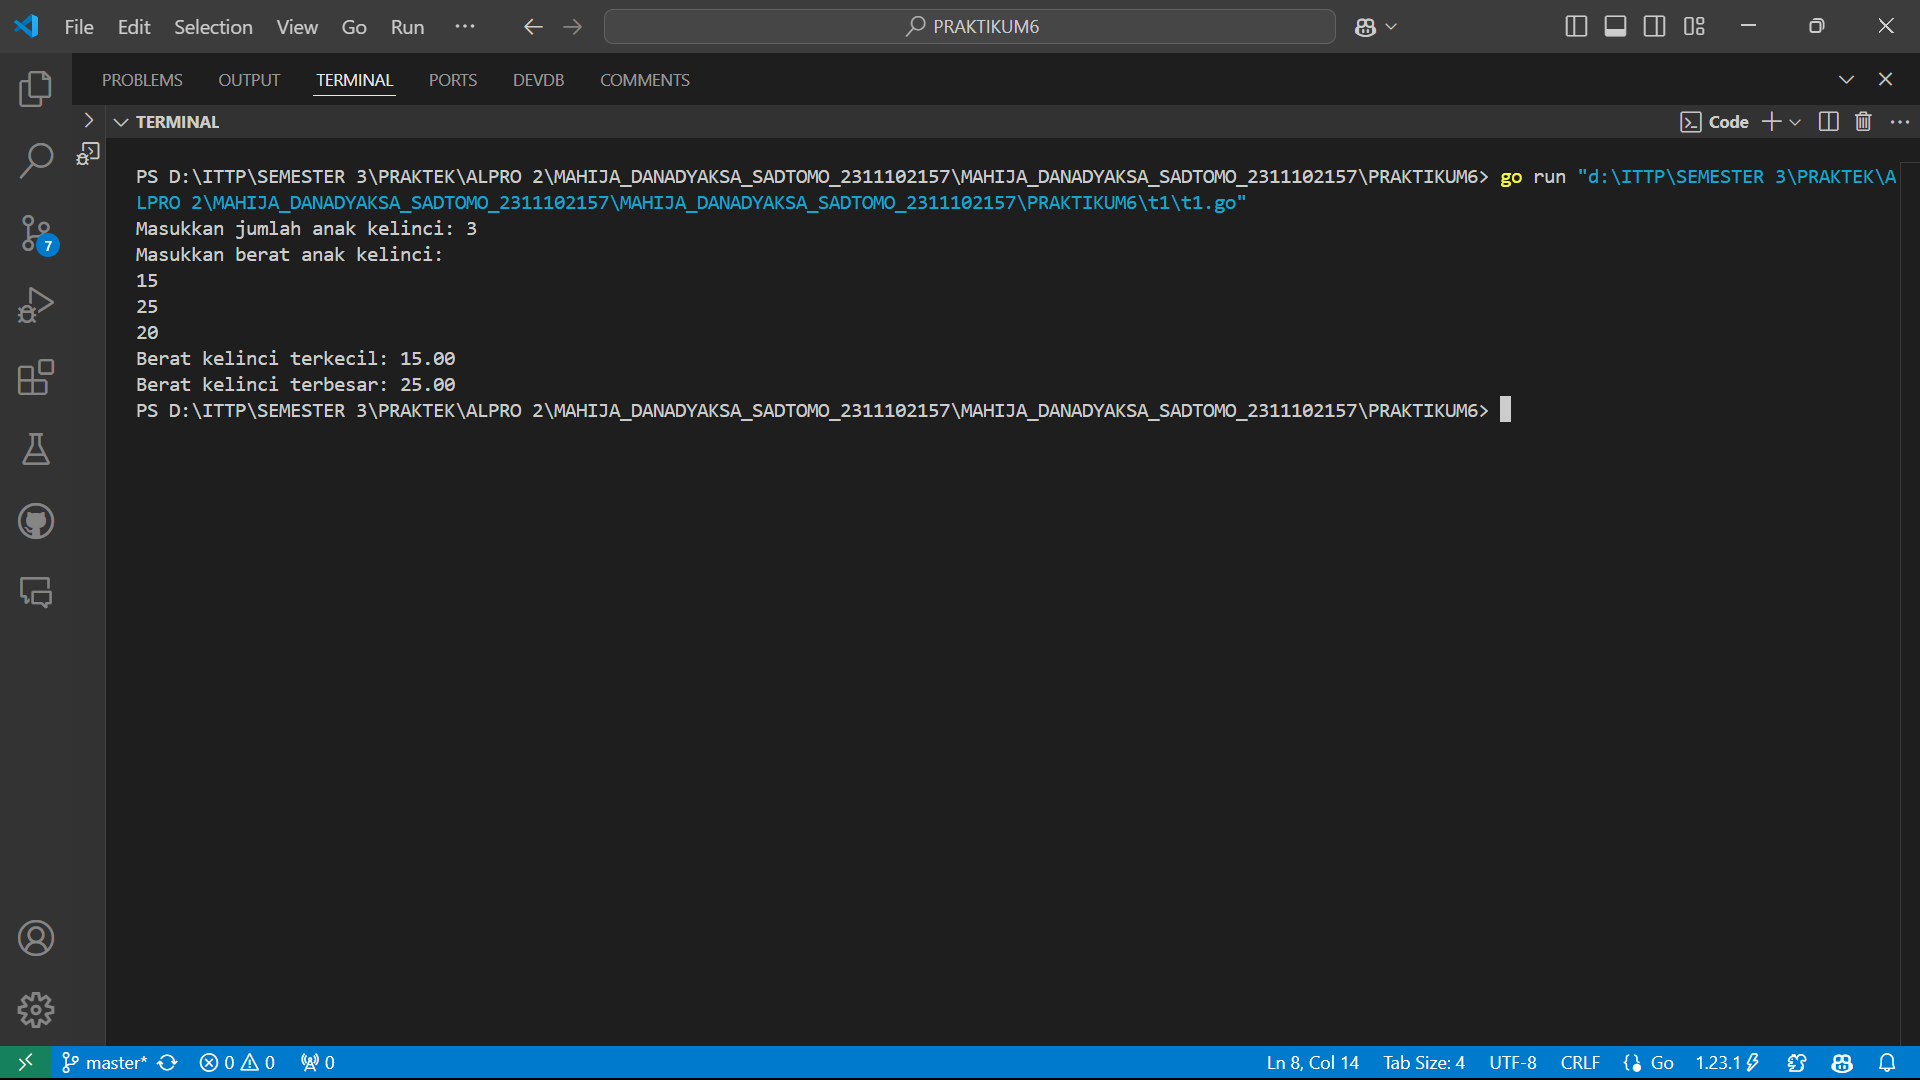 File Edit Selection View Go Run ··· PRAKTIKUM6
PROBLEMS OUTPUT TERMINAL PORTS DEVDB COMMENTS
TERMINAL Code
PS D:\ITTP\SEMESTER 3\PRAKTEK\ALPRO 2\MAHIJA_DANADYAKSA_SADTOMO_2311102157\MAHIJA_DANADYAKSA_SADTOMO_2311102157\PRAKTIKUM6> go run "d:\ITTP\SEMESTER 3\PRAKTEK\A
LPRO 2\MAHIJA_DANADYAKSA_SADTOMO_2311102157\MAHIJA_DANADYAKSA_SADTOMO_2311102157\PRAKTIKUM6\t1\t1.go"
Masukkan jumlah anak kelinci: 3
Masukkan berat anak kelinci:
15
25
20
Berat kelinci terkecil: 15.00
Berat kelinci terbesar: 25.00
PS D:\ITTP\SEMESTER 3\PRAKTEK\ALPRO 2\MAHIJA_DANADYAKSA_SADTOMO_2311102157\MAHIJA_DANADYAKSA_SADTOMO_2311102157\PRAKTIKUM6>
7
master* 0 0 0 Ln 8, Col 14 Tab Size: 4 UTF-8 CRLF {} Go 1.23.1